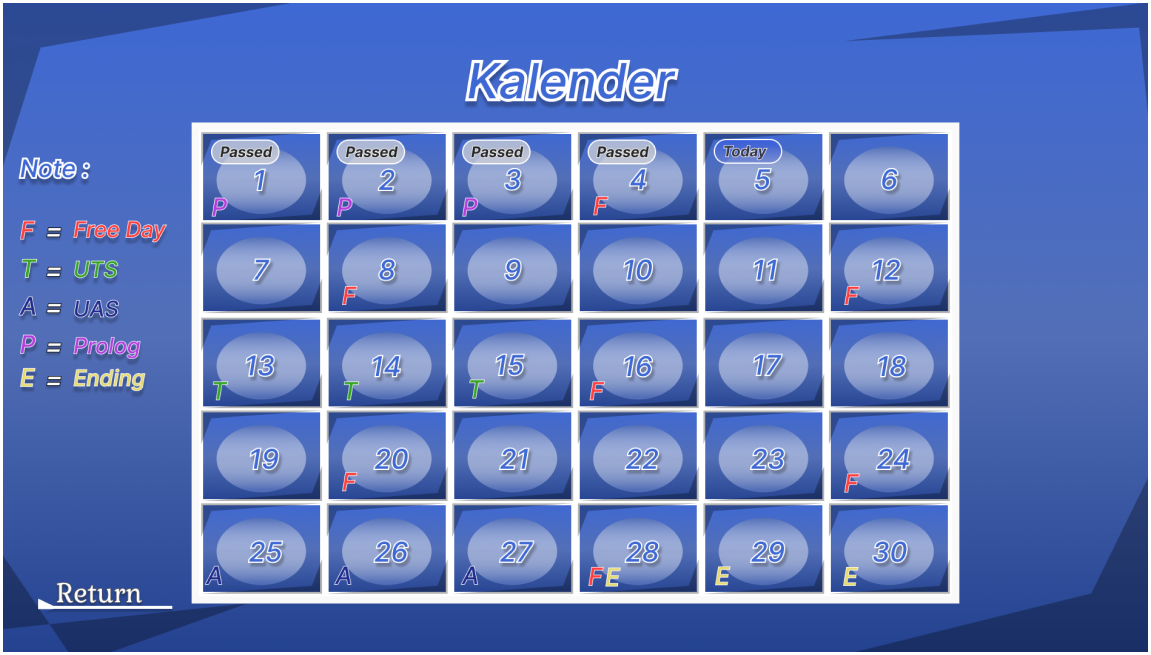 Kalender
Note :
F = Free Day
T = UTS
A = UAS
P = Prolog
E = Ending
Passed Passed Passed Passed Today
1 2 3 4 5 6
P P P F
7 8 9 10 11 12
F F
13 14 15 16 17 18
T T T F
19 20 21 22 23 24
F F
25 26 27 28 29 30
A A A F E E E
Return